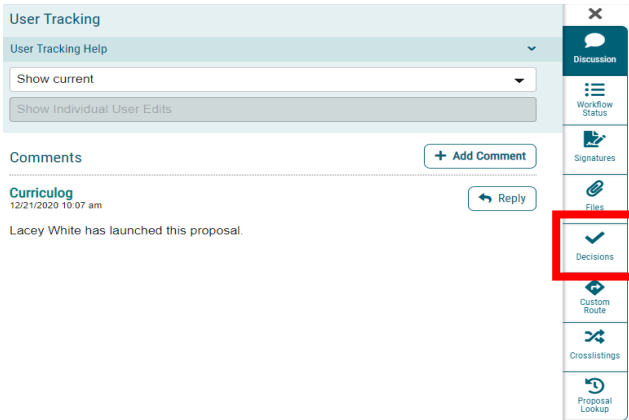 User Tracking
User Tracking Help
Show current
Show Individual User Edits
Comments
+ Add Comment
Curriculog
12/21/2020 10:07 am
Reply
Lacey White has launched this proposal.
Discussion
Workflow
Status
Signatures
Files
Decisions
Custom
Route
Crosslistings
Proposal
Lookup